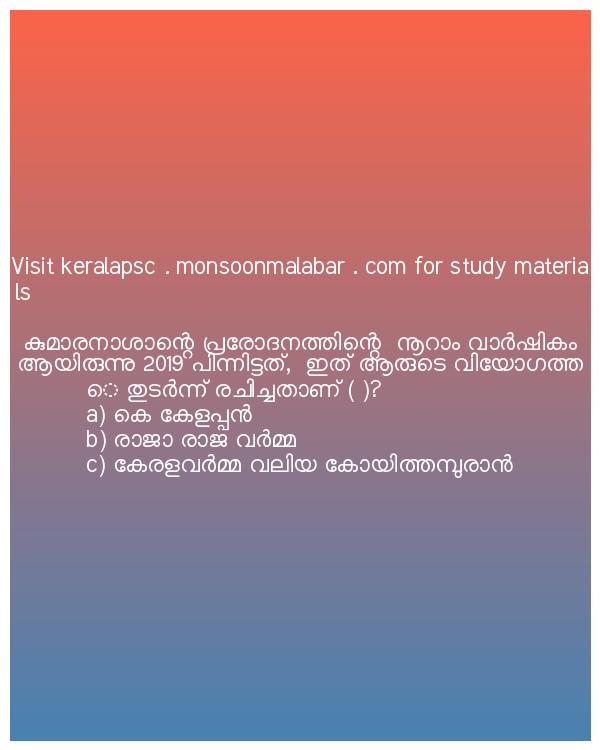 Visit keralapsc . monsoonmalabar . com for study materia
ls
കുമാരനാശാന്റെ പ്രരോദനത്തിന്റെ  നൂറാം വാർഷികം
ആയിരുന്നു 2019 പിന്നിട്ടത്,  ഇത് ആരുടെ വിയോഗത്ത
െ തുടർന്ന് രചിച്ചതാണ് ( )?
a) കെ കേളപ്പൻ
b) രാജാ രാജ വർമ്മ
c) കേരളവർമ്മ വലിയ കോയിത്തമ്പുരാൻ